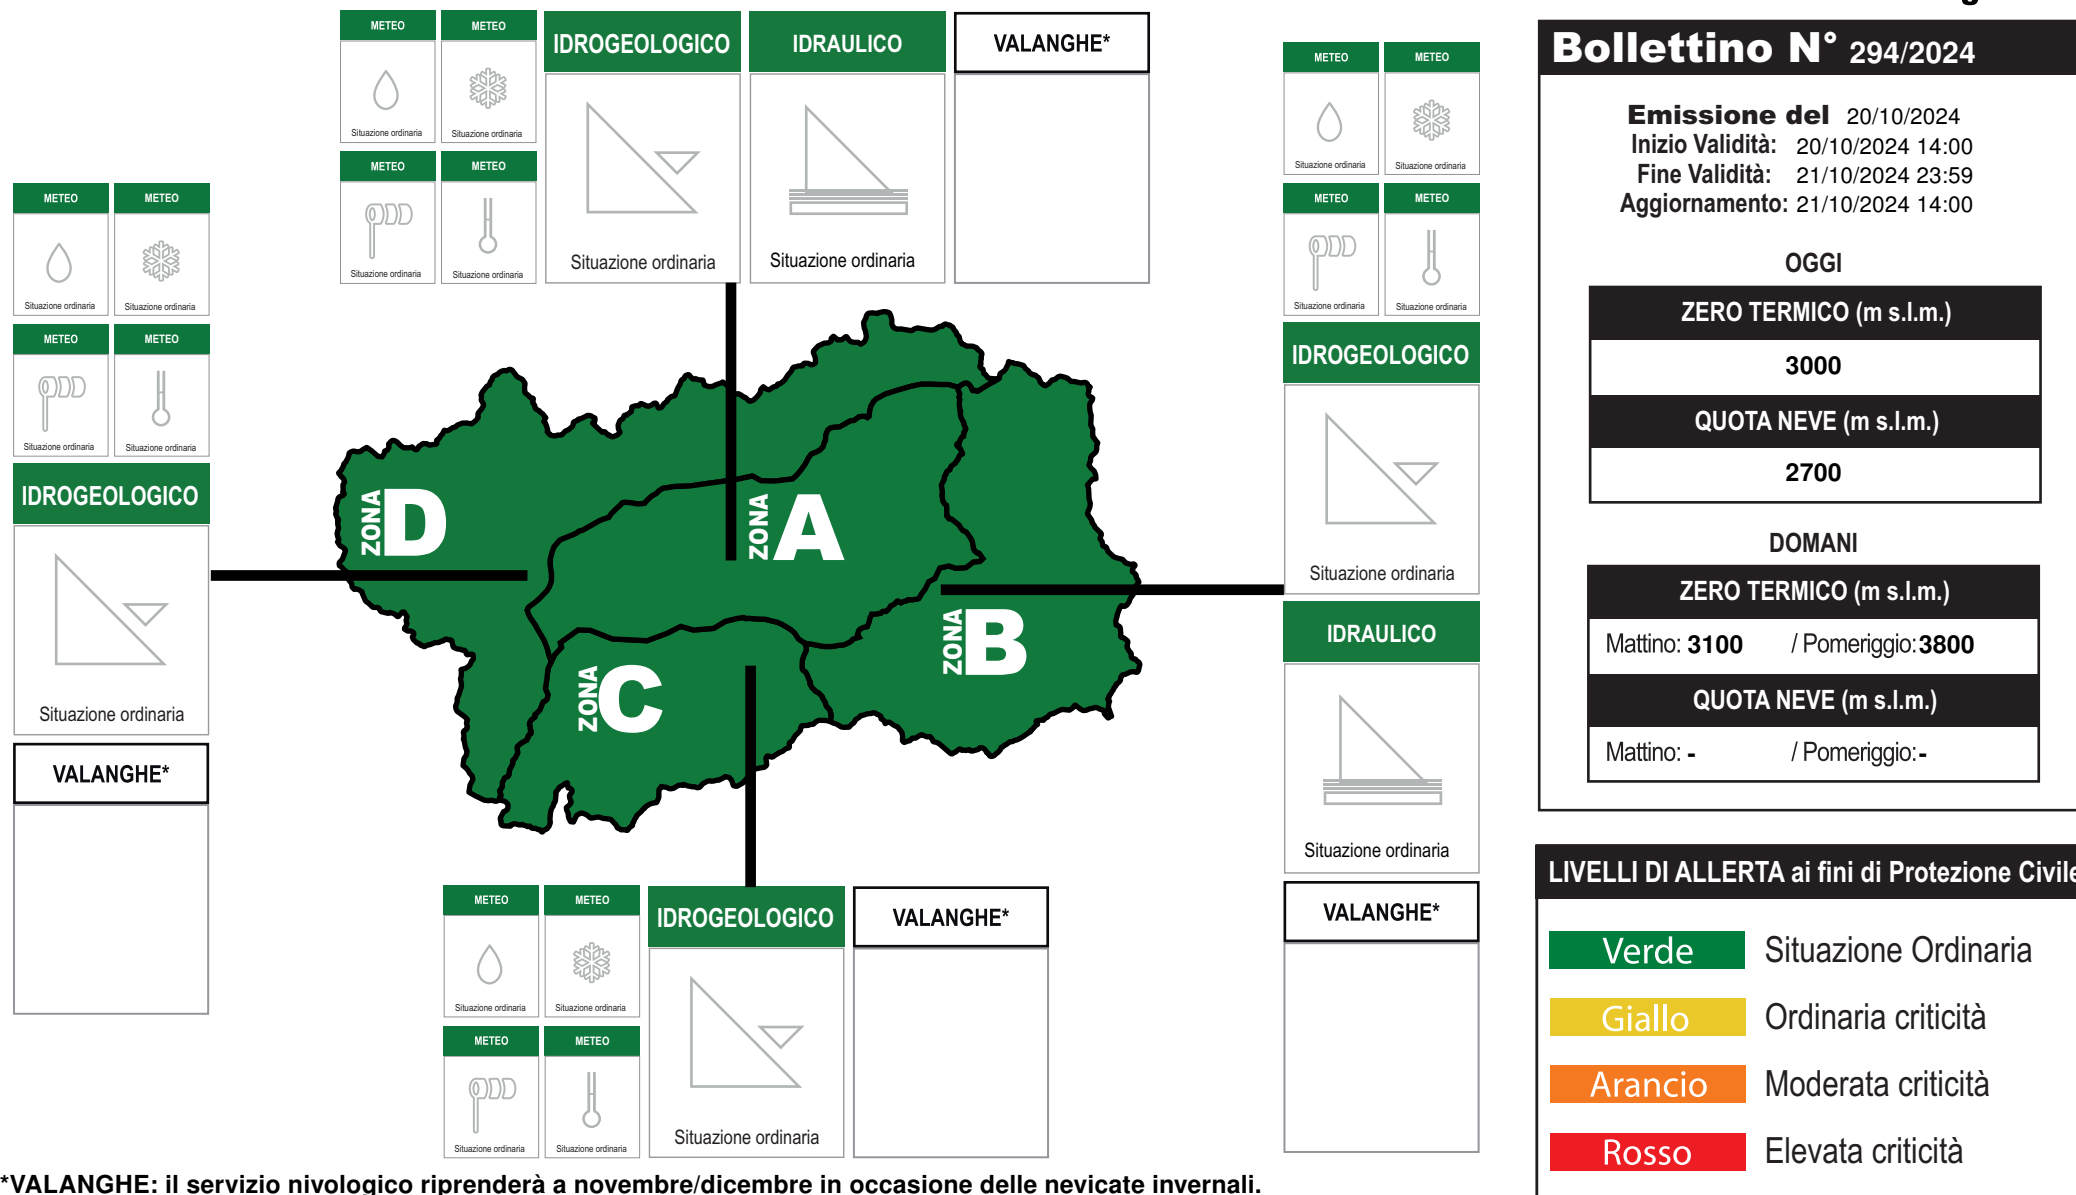 METEO METEO
Situazione ordinaria Situazione ordinaria
METEO METEO
Situazione ordinaria Situazione ordinaria
IDROGEOLOGICO
Situazione ordinaria
IDRAULICO
Situazione ordinaria
VALANGHE*
METEO METEO
Situazione ordinaria Situazione ordinaria
METEO METEO
Situazione ordinaria Situazione ordinaria
IDROGEOLOGICO
Situazione ordinaria
VALANGHE*
ZONA D
ZONA A
ZONA B
ZONA C
METEO METEO
Situazione ordinaria Situazione ordinaria
METEO METEO
Situazione ordinaria Situazione ordinaria
IDROGEOLOGICO
Situazione ordinaria
IDRAULICO
Situazione ordinaria
VALANGHE*
METEO METEO
Situazione ordinaria Situazione ordinaria
METEO METEO
Situazione ordinaria Situazione ordinaria
IDROGEOLOGICO
Situazione ordinaria
VALANGHE*
*VALANGHE: il servizio nivologico riprenderà a novembre/dicembre in occasione delle nevicate invernali.
Bollettino N° 294/2024
Emissione del 20/10/2024
Inizio Validità: 20/10/2024 14:00
Fine Validità: 21/10/2024 23:59
Aggiornamento: 21/10/2024 14:00
OGGI
ZERO TERMICO (m s.l.m.)
3000
QUOTA NEVE (m s.l.m.)
2700
DOMANI
ZERO TERMICO (m s.l.m.)
Mattino: 3100 / Pomeriggio: 3800
QUOTA NEVE (m s.l.m.)
Mattino: - / Pomeriggio: -
LIVELLI DI ALLERTA ai fini di Protezione Civile
Verde Situazione Ordinaria
Giallo Ordinaria criticità
Arancio Moderata criticità
Rosso Elevata criticità